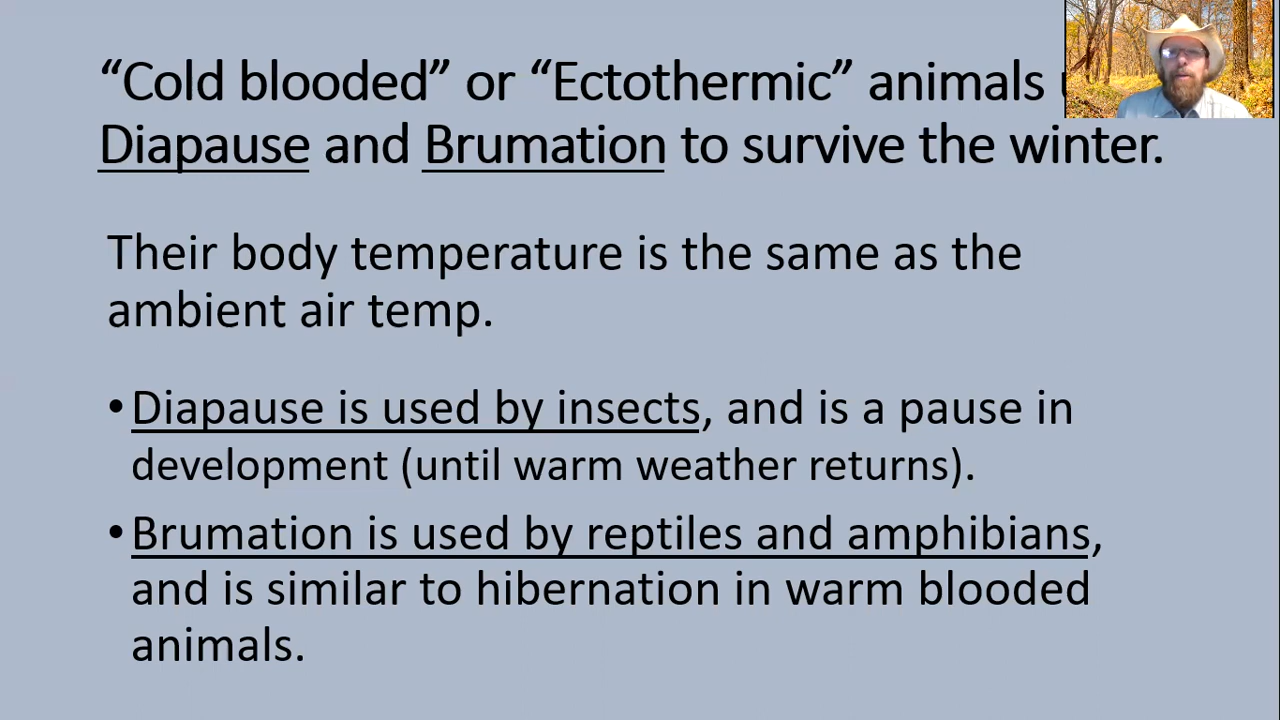 “Cold blooded” or “Ectothermic” animals
Diapause and Brumation to survive the winter.
Their body temperature is the same as the
ambient air temp.
•Diapause is used by insects, and is a pause in
development (until warm weather returns).
•Brumation is used by reptiles and amphibians,
and is similar to hibernation in warm blooded
animals.